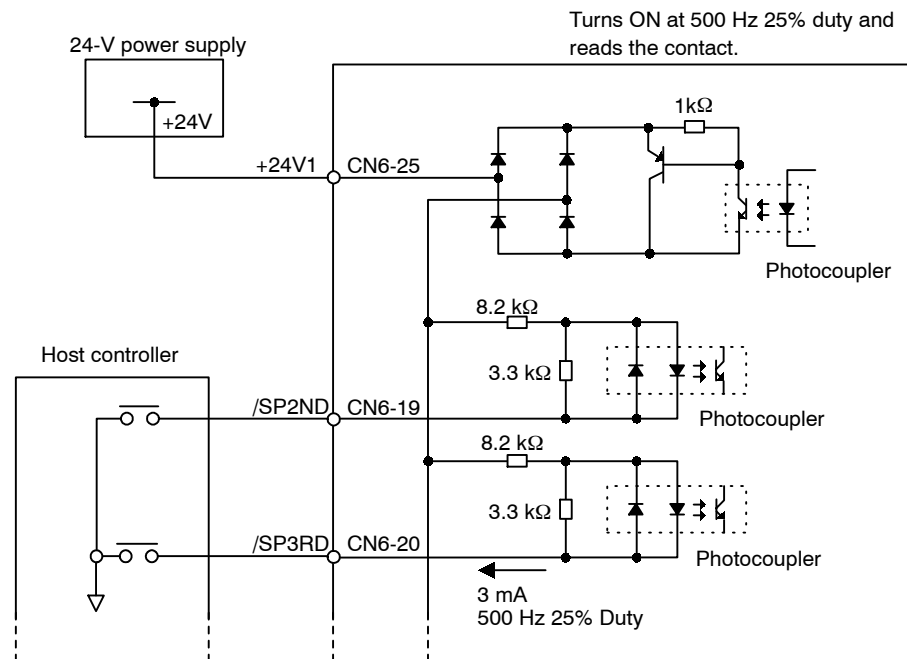 Turns ON at 500 Hz 25% duty and
reads the contact.
24-V power supply
+24V
1kΩ
+24V1
CN6-25
Photocoupler
8.2 kΩ
Host controller
3.3 kΩ
/SP2ND
CN6-19
Photocoupler
8.2 kΩ
3.3 kΩ
/SP3RD
CN6-20
Photocoupler
3 mA
500 Hz 25% Duty